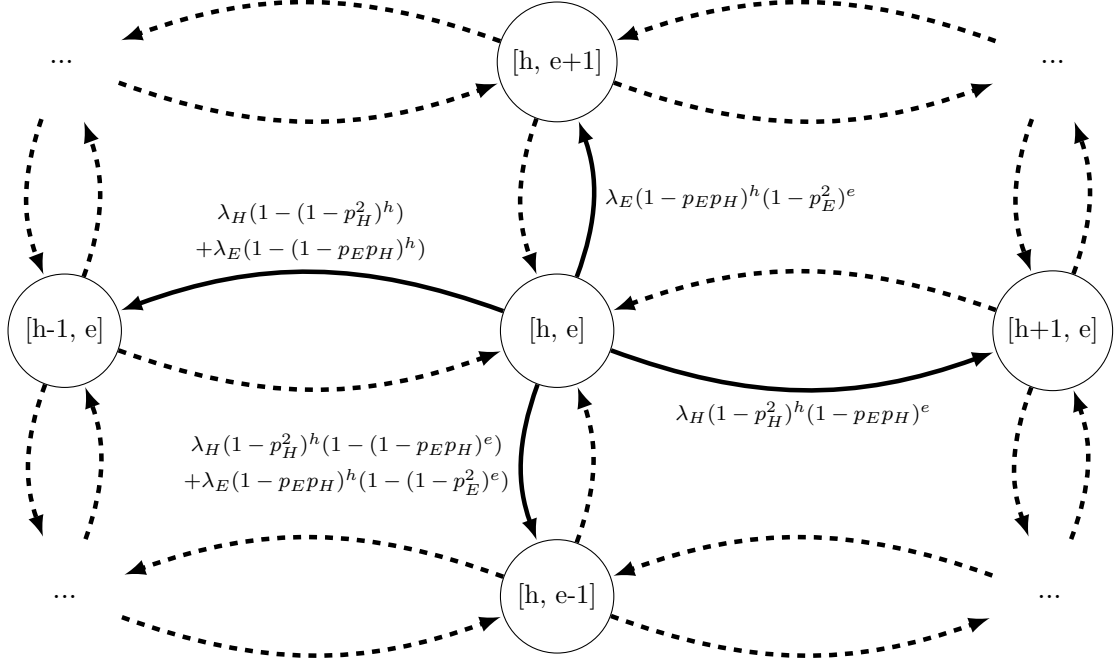 ...
[h, e+1]
...
λ_E(1 − p_E p_H)^h(1 − p_E^2)^e
λ_H(1 − (1 − p_H^2)^h)
+λ_E(1 − (1 − p_E p_H)^h)
[h-1, e]
[h, e]
[h+1, e]
λ_H(1 − p_H^2)^h(1 − p_E p_H)^e
λ_H(1 − p_H^2)^h(1 − (1 − p_E p_H)^e)
+λ_E(1 − p_E p_H)^h(1 − (1 − p_E^2)^e)
...
[h, e-1]
...